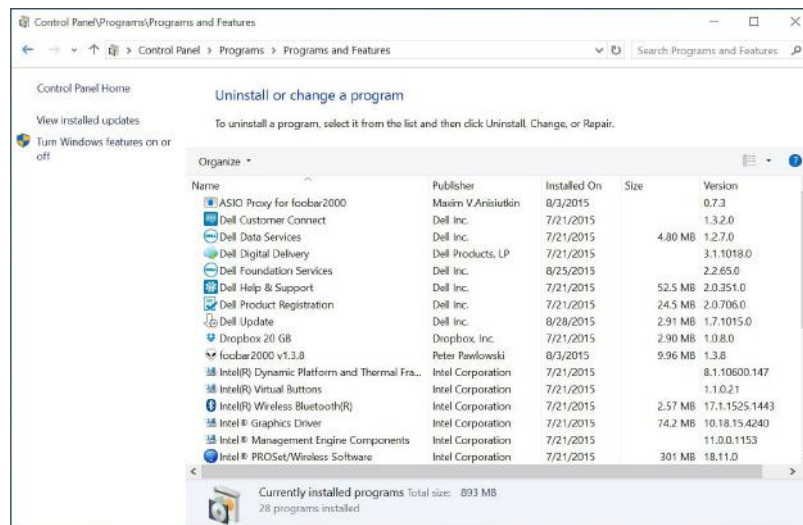 Control Panel\Programs\Programs and Features
Control Panel > Programs > Programs and Features
Search Programs and Features
Control Panel Home
View installed updates
Turn Windows features on or
off
Uninstall or change a program
To uninstall a program, select it from the list and then click Uninstall, Change, or Repair.
Organize
Name Publisher Installed On Size Version
ASIO Proxy for foobar2000 Maxim V.Anisiutkin 8/3/2015 0.7.3
Dell Customer Connect Dell Inc. 7/21/2015 1.3.2.0
Dell Data Services Dell Inc. 7/21/2015 4.80 MB 1.2.7.0
Dell Digital Delivery Dell Products, LP 7/21/2015 3.1.1018.0
Dell Foundation Services Dell Inc. 8/25/2015 2.2.65.0
Dell Help & Support Dell Inc. 7/21/2015 52.5 MB 2.0.351.0
Dell Product Registration Dell Inc. 7/21/2015 24.5 MB 2.0.706.0
Dell Update Dell Inc. 8/28/2015 2.91 MB 1.7.1015.0
Dropbox 20 GB Dropbox, Inc. 7/21/2015 2.90 MB 1.0.8.0
foobar2000 v1.3.8 Peter Pawlowski 8/3/2015 9.96 MB 1.3.8
Intel(R) Dynamic Platform and Thermal Fra... Intel Corporation 7/21/2015 8.1.10600.147
Intel(R) Virtual Buttons Intel Corporation 7/21/2015 1.1.0.21
Intel(R) Wireless Bluetooth(R) Intel Corporation 7/21/2015 2.57 MB 17.1.1525.1443
Intel® Graphics Driver Intel Corporation 7/21/2015 74.2 MB 10.18.15.4240
Intel® Management Engine Components Intel Corporation 7/21/2015 11.0.0.1153
Intel® PROSet/Wireless Software Intel Corporation 7/21/2015 301 MB 18.11.0
Currently installed programs Total size: 893 MB
28 programs installed